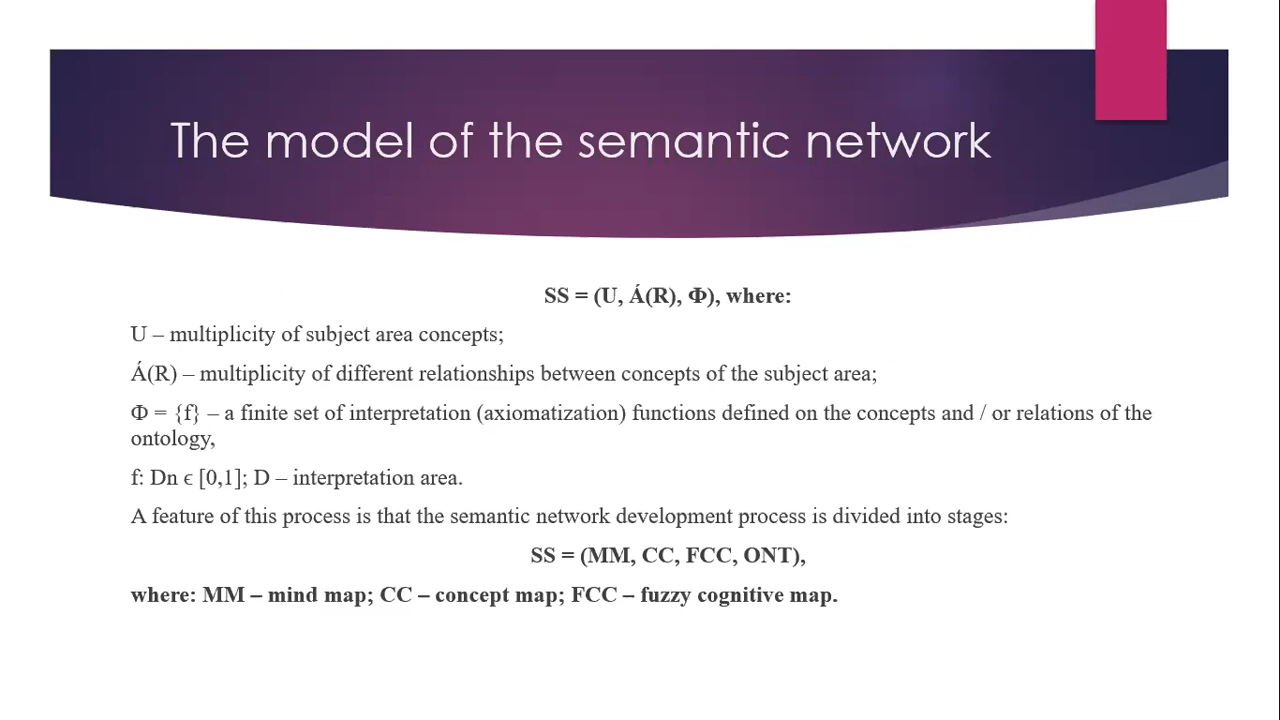 The model of the semantic network
SS = (U, Á(R), Ф), where:
U – multiplicity of subject area concepts;
Á(R) – multiplicity of different relationships between concepts of the subject area;
Ф = {f} – a finite set of interpretation (axiomatization) functions defined on the concepts and / or relations of the
ontology,
f: Dn ϵ [0,1]; D – interpretation area.
A feature of this process is that the semantic network development process is divided into stages:
SS = (MM, CC, FCC, ONT),
where: MM – mind map; CC – concept map; FCC – fuzzy cognitive map.